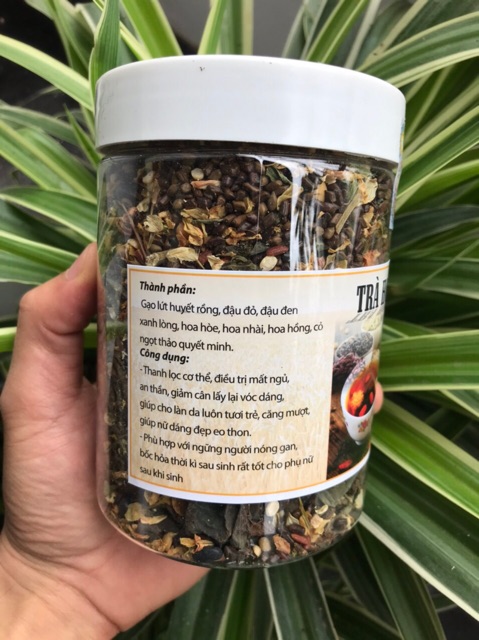 Thành phần:
Gạo lứt huyết rồng, đậu đỏ, đậu đen
xanh lòng, hoa hòe, hoa nhài, hoa hồng, cỏ
ngọt thảo quyết minh.
Công dụng:
- Thanh lọc cơ thể, điều trị mất ngủ,
an thần, giảm cân lấy lại vóc dáng,
giúp cho làn da luôn tươi trẻ, căng mượt,
giúp nữ dáng đẹp eo thon.
- Phù hợp với ngững người nóng gan,
bốc hỏa thời kì sau sinh rất tốt cho phụ nữ
sau khi sinh
TRÀ